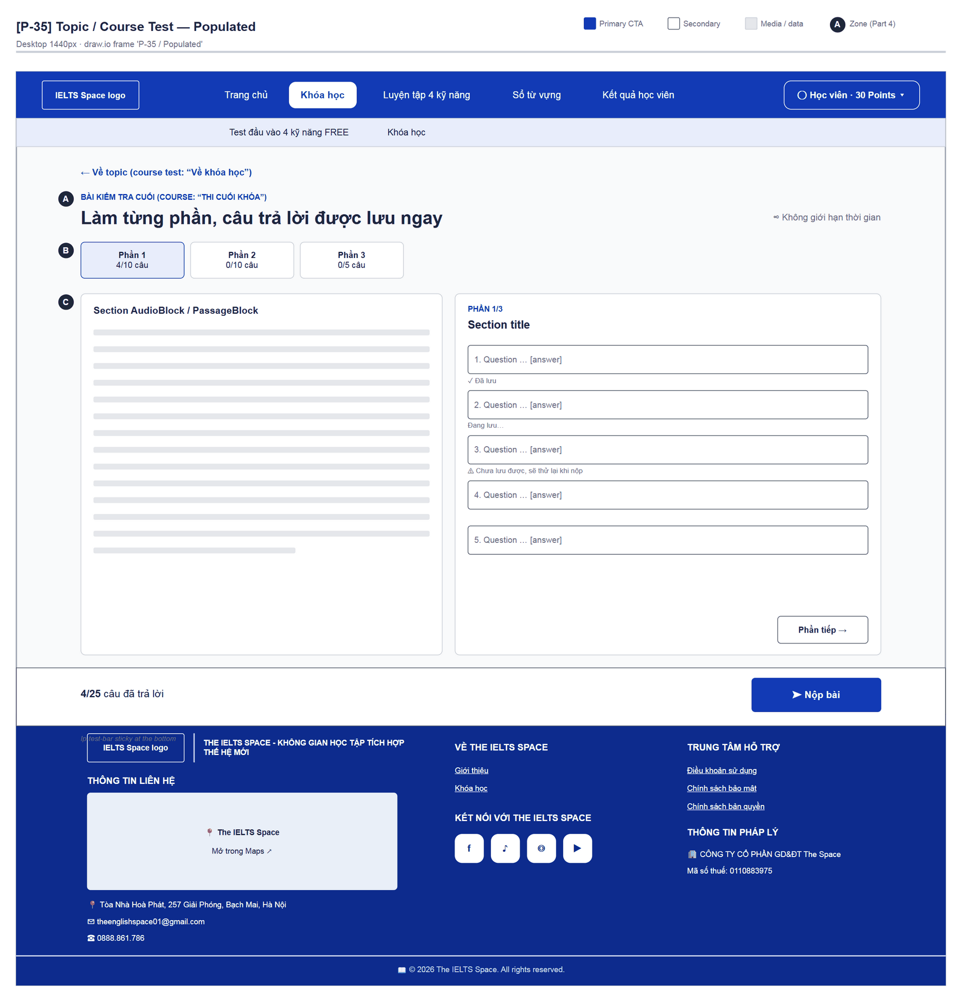 [P-35] Topic / Course Test — Populated
Desktop 1440px · draw.io frame 'P-35 / Populated'
Primary CTA
Secondary
Media / data
A Zone (Part 4)
IELTS Space logo
Trang chủ
Khóa học
Luyện tập 4 kỹ năng
Sổ từ vựng
Kết quả học viên
Học viên · 30 Points ▾
Test đầu vào 4 kỹ năng FREE
Khóa học
← Về topic (course test: “Về khóa học”)
A
BÀI KIỂM TRA CUỐI (COURSE: “THI CUỐI KHÓA”)
Làm từng phần, câu trả lời được lưu ngay
∞ Không giới hạn thời gian
B
Phần 1
4/10 câu
Phần 2
0/10 câu
Phần 3
0/5 câu
C
Section AudioBlock / PassageBlock
PHẦN 1/3
Section title
1. Question … [answer]
✓ Đã lưu
2. Question … [answer]
Đang lưu…
3. Question … [answer]
⚠ Chưa lưu được, sẽ thử lại khi nộp
4. Question … [answer]
5. Question … [answer]
Phần tiếp →
4/25 câu đã trả lời
➤ Nộp bài
lp-test-bar sticky at the bottom
IELTS Space logo
THE IELTS SPACE - KHÔNG GIAN HỌC TẬP TÍCH HỢP
THẾ HỆ MỚI
THÔNG TIN LIÊN HỆ
📍 The IELTS Space
Mở trong Maps ↗
📍 Tòa Nhà Hoà Phát, 257 Giải Phóng, Bạch Mai, Hà Nội
✉ theenglishspace01@gmail.com
☎ 0888.861.786
VỀ THE IELTS SPACE
Giới thiệu
Khóa học
KẾT NỐI VỚI THE IELTS SPACE
f ♪ ◎ ▶
TRUNG TÂM HỖ TRỢ
Điều khoản sử dụng
Chính sách bảo mật
Chính sách bản quyền
THÔNG TIN PHÁP LÝ
🏢 CÔNG TY CỔ PHẦN GD&ĐT The Space
Mã số thuế: 0110883975
📖 © 2026 The IELTS Space. All rights reserved.